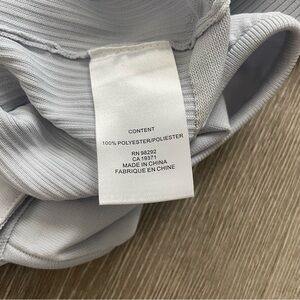 CONTENT
100% POLYESTER/POLIESTER
RN 98292
CA 19371
MADE IN CHINA
FABRIQUE EN CHINE